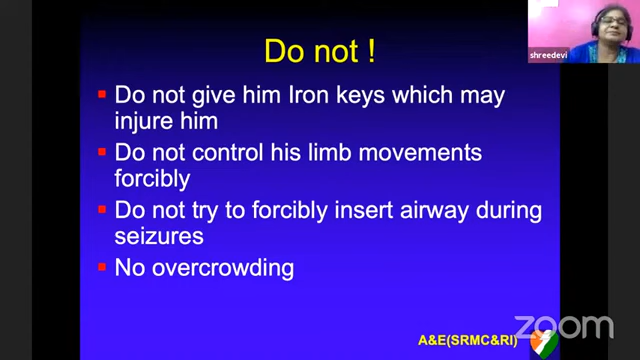 Do not !
Do not give him Iron keys which may
injure him
Do not control his limb movements
forcibly
Do not try to forcibly insert airway during
seizures
No overcrowding
shreedevi
zoom
A&E(SRMC&RI)